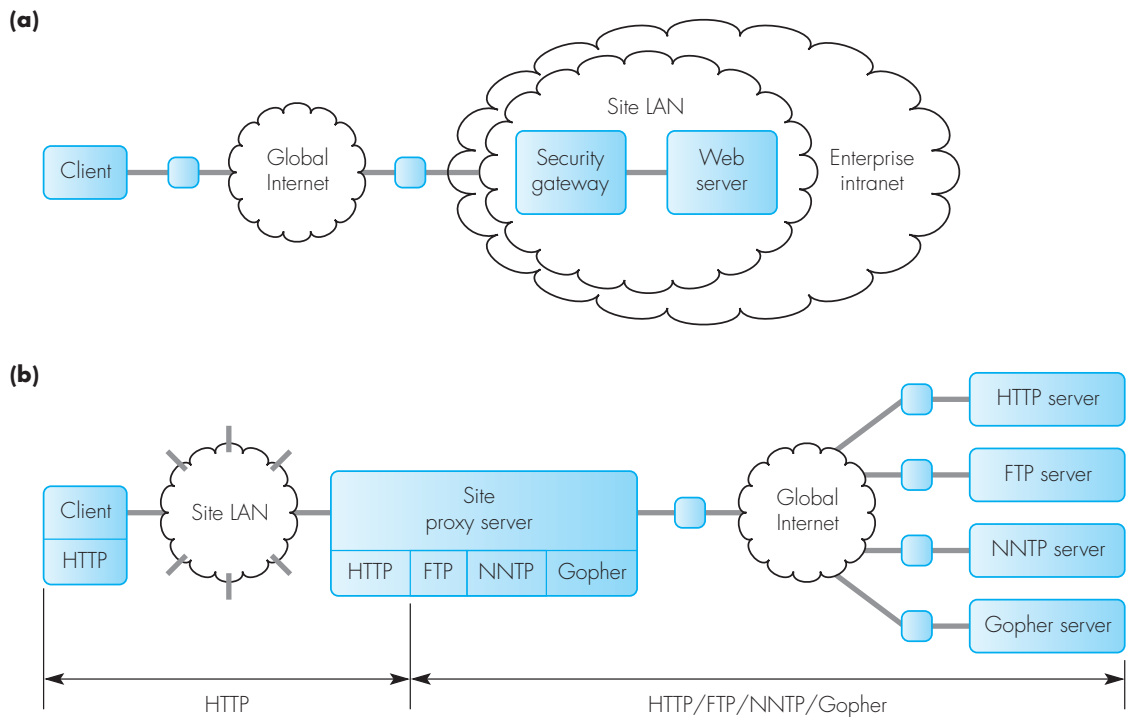 (a)
Client
Global
Internet
Site LAN
Security
gateway
Web
server
Enterprise
intranet
(b)
Client
HTTP
Site LAN
Site
proxy server
HTTP
FTP
NNTP
Gopher
Global
Internet
HTTP server
FTP server
NNTP server
Gopher server
HTTP
HTTP/FTP/NNTP/Gopher